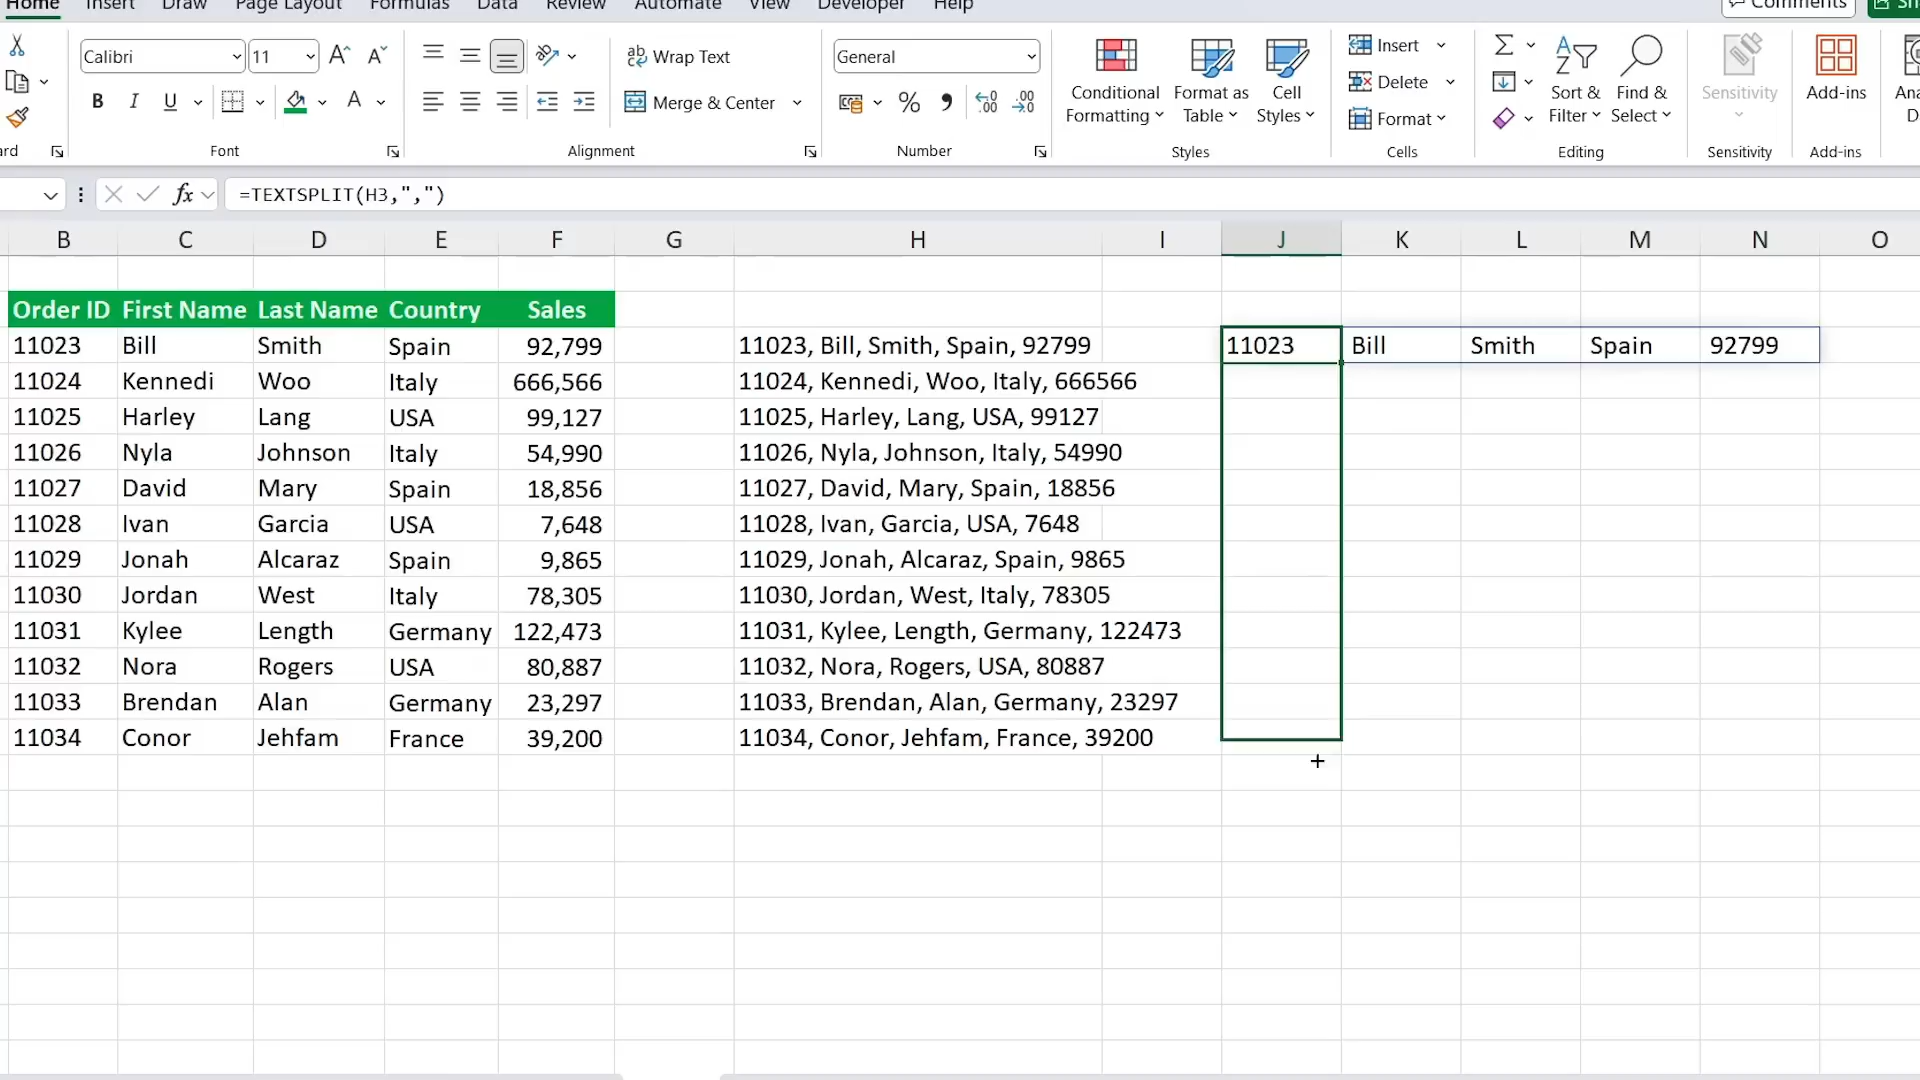 Home Insert Draw Page Layout Formulas Data Review Automate View Developer Help Comments
Calibri 11 Wrap Text General Insert
Conditional Formatting Format as Table Cell Styles Delete Sort & Filter Find & Select Sensitivity Add-ins
B I U A Merge & Center % Format
Font Alignment Number Styles Cells Editing Sensitivity Add-ins
fx =TEXTSPLIT(H3,",")
B C D E F G H I J K L M N O
Order ID First Name Last Name Country Sales
11023 Bill Smith Spain 92,799 11023, Bill, Smith, Spain, 92799 11023 Bill Smith Spain 92799
11024 Kennedi Woo Italy 666,566 11024, Kennedi, Woo, Italy, 666566
11025 Harley Lang USA 99,127 11025, Harley, Lang, USA, 99127
11026 Nyla Johnson Italy 54,990 11026, Nyla, Johnson, Italy, 54990
11027 David Mary Spain 18,856 11027, David, Mary, Spain, 18856
11028 Ivan Garcia USA 7,648 11028, Ivan, Garcia, USA, 7648
11029 Jonah Alcaraz Spain 9,865 11029, Jonah, Alcaraz, Spain, 9865
11030 Jordan West Italy 78,305 11030, Jordan, West, Italy, 78305
11031 Kylee Length Germany 122,473 11031, Kylee, Length, Germany, 122473
11032 Nora Rogers USA 80,887 11032, Nora, Rogers, USA, 80887
11033 Brendan Alan Germany 23,297 11033, Brendan, Alan, Germany, 23297
11034 Conor Jehfam France 39,200 11034, Conor, Jehfam, France, 39200